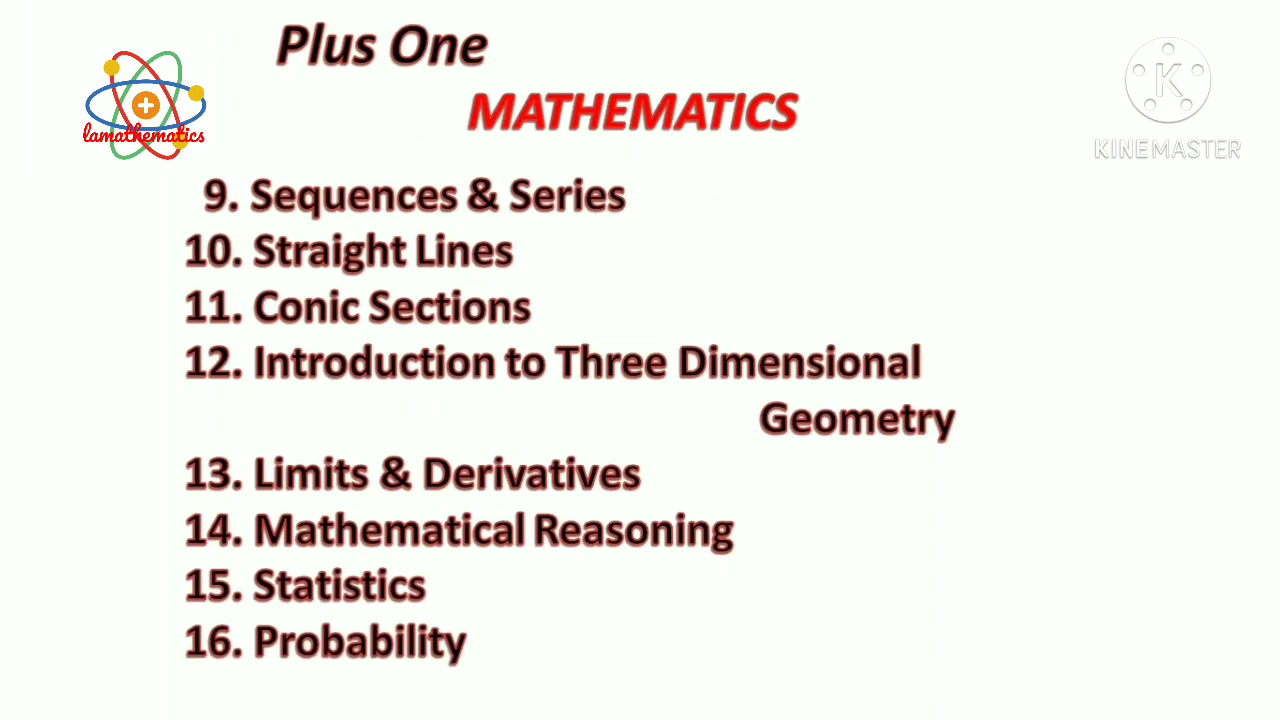 Plus One
MATHEMATICS
lamathematics
K
KINEMASTER
9. Sequences & Series
10. Straight Lines
11. Conic Sections
12. Introduction to Three Dimensional
Geometry
13. Limits & Derivatives
14. Mathematical Reasoning
15. Statistics
16. Probability